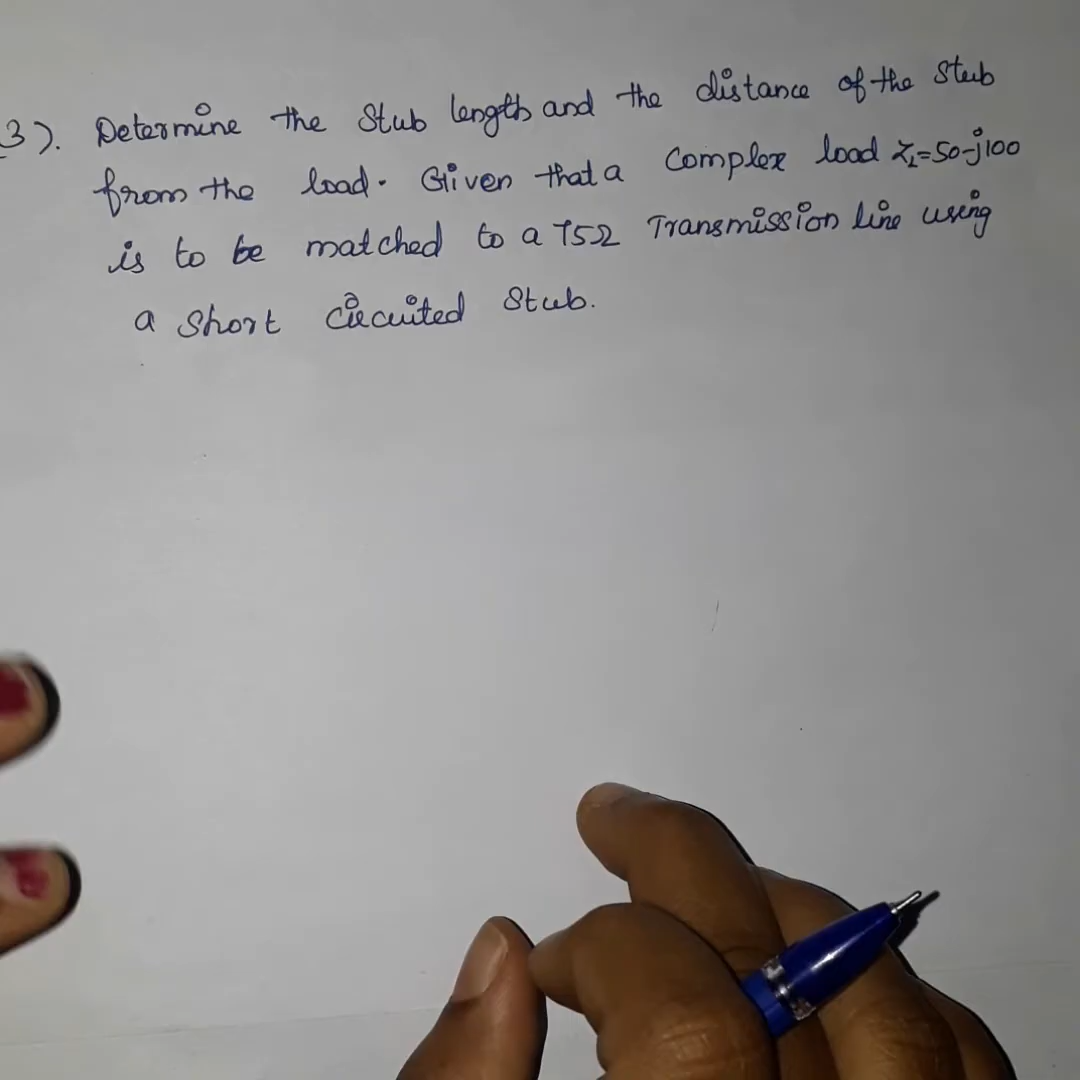 3). Determine the Stub length and the distance of the Stub
from the load. Given that a Complex load Z_L=50-j100
is to be matched to a 75Ω Transmission line using
a Short Circuited Stub.